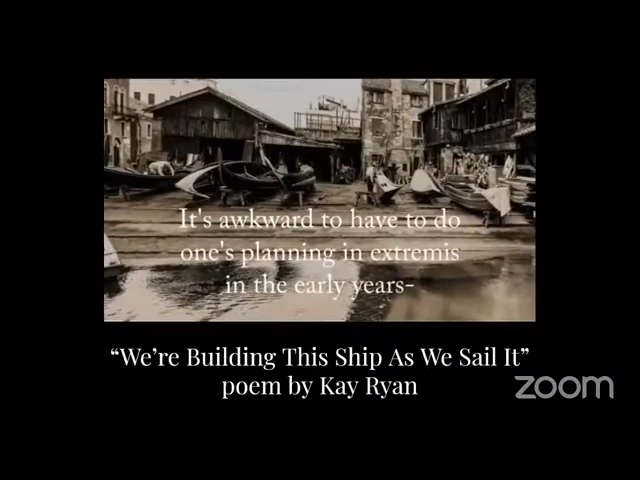 It's awkward to have to do
one's planning in extremis
in the early years-
“We’re Building This Ship As We Sail It”
poem by Kay Ryan
zoom